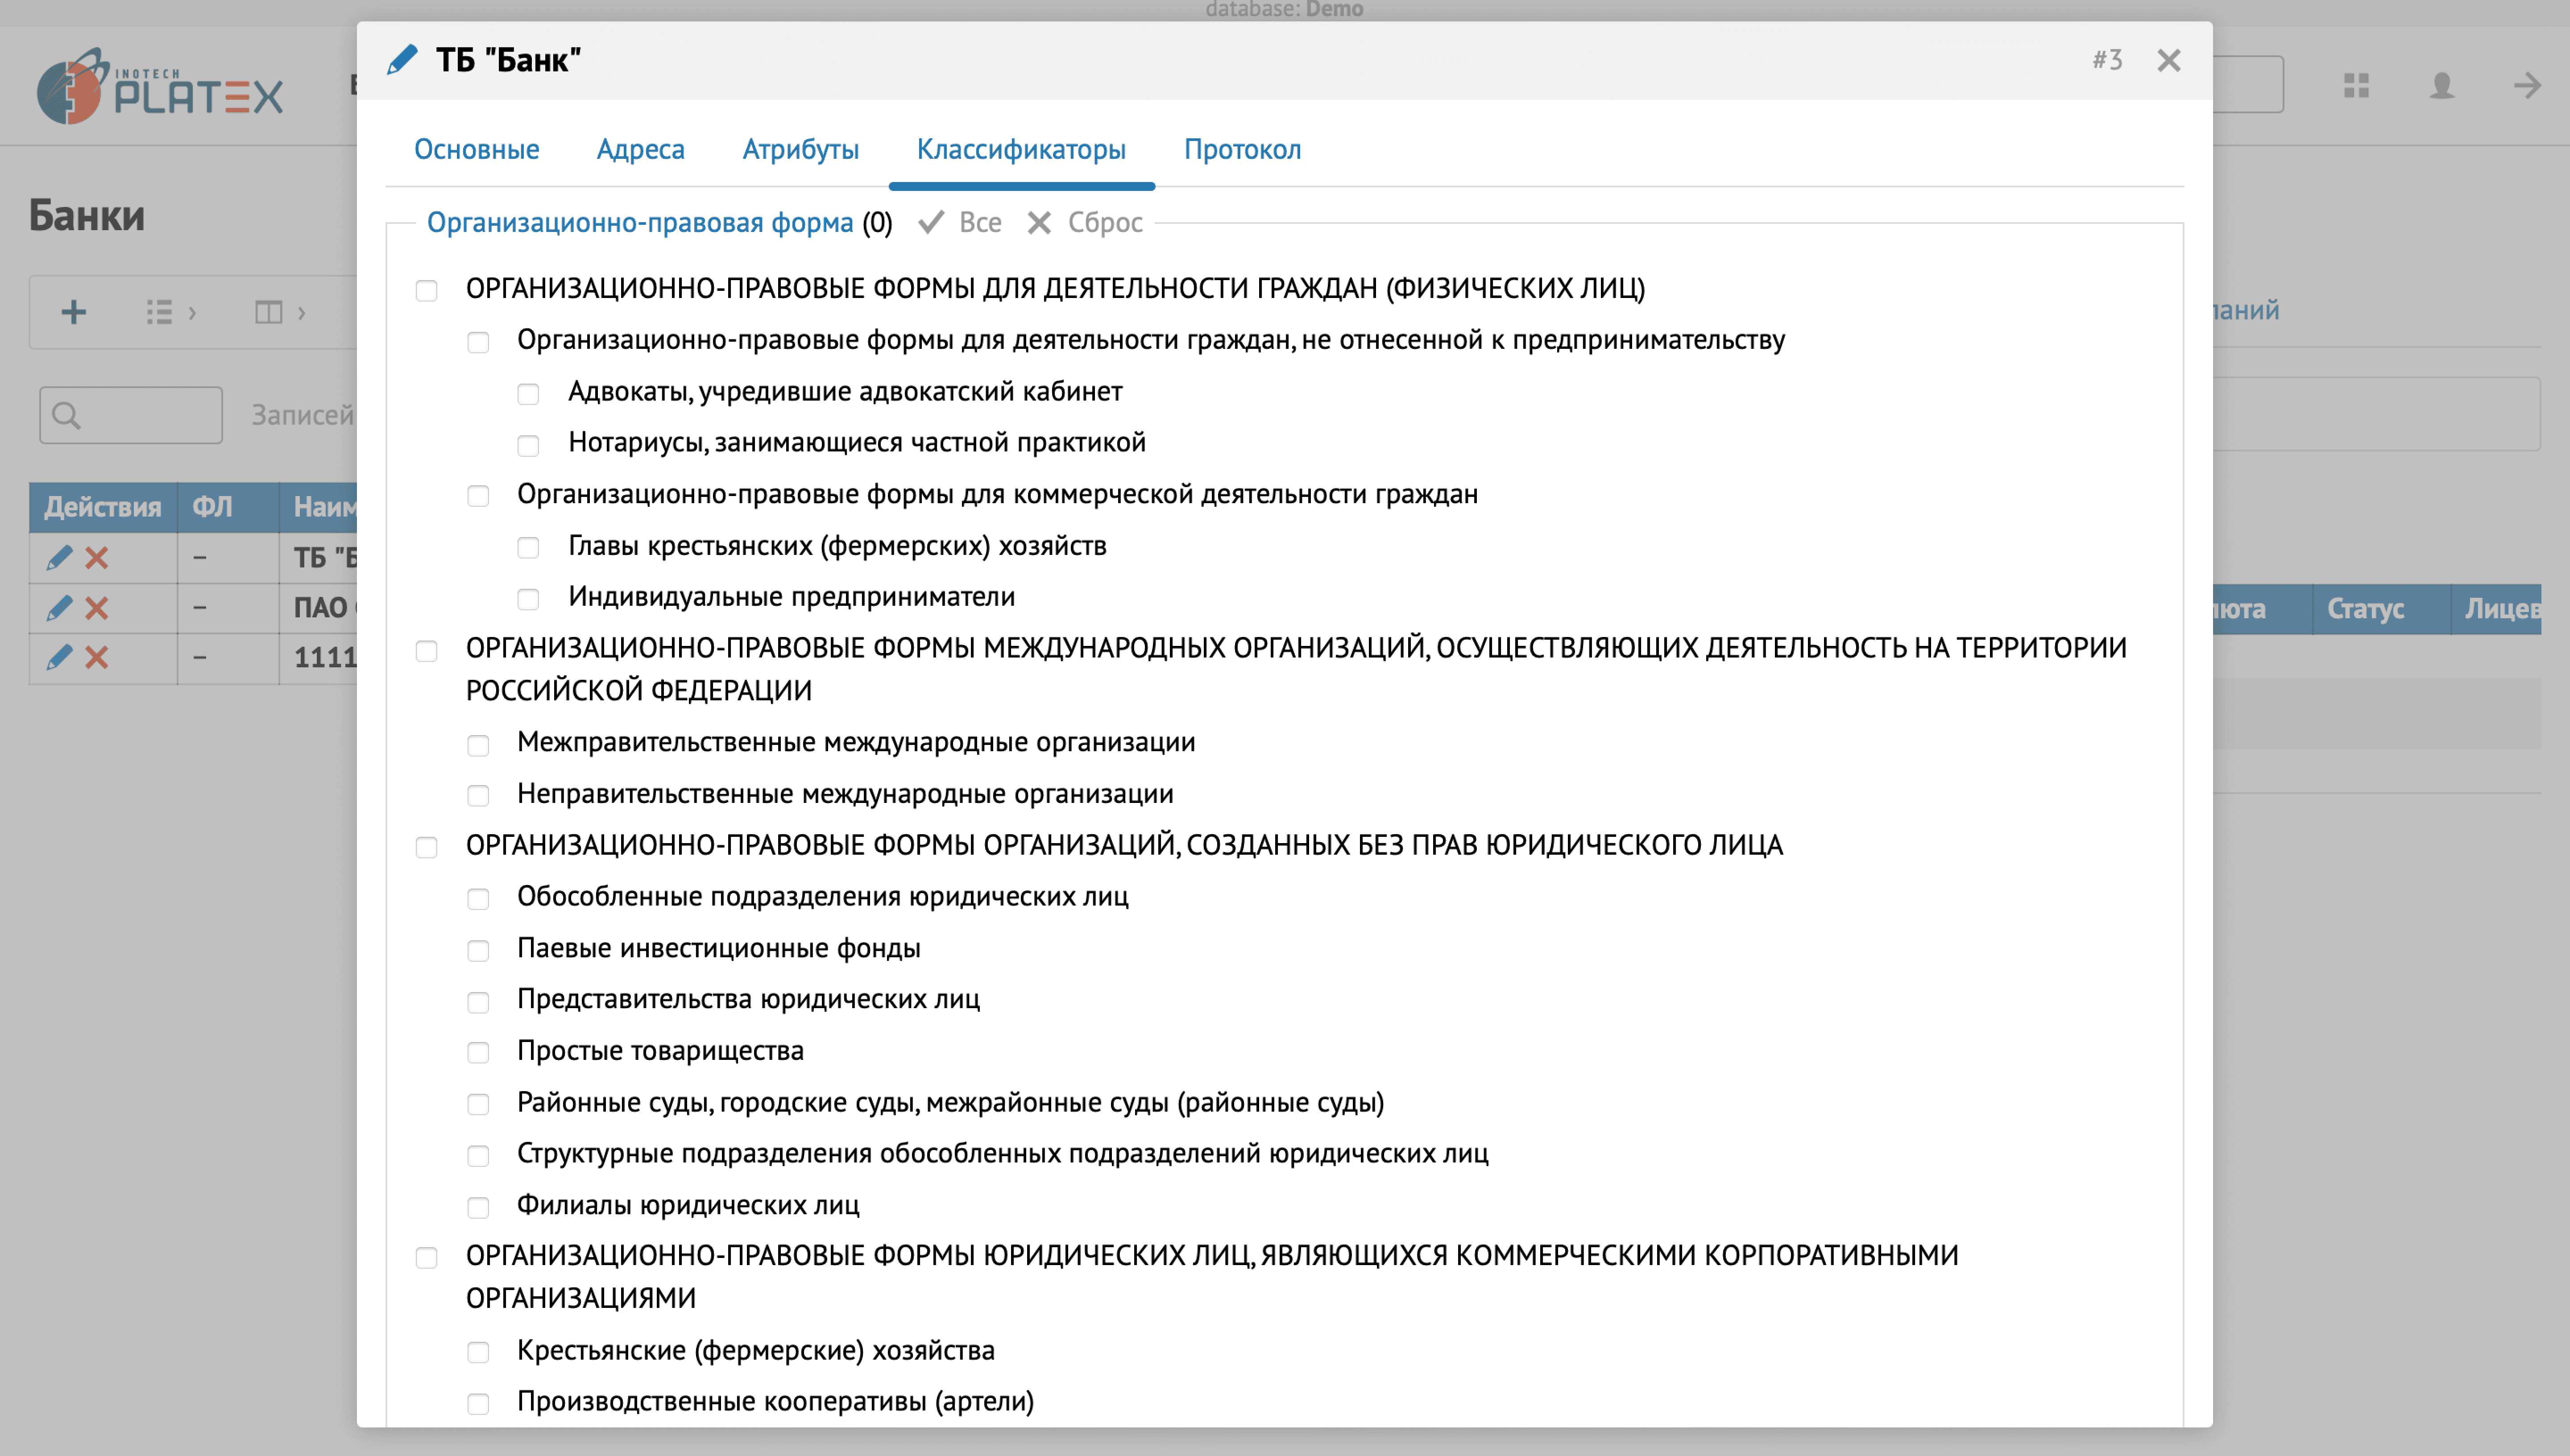 database: Demo
ТБ "Банк"
#3
INOTECH
PLATEX
Основные Адреса Атрибуты Классификаторы Протокол
Банки
Организационно-правовая форма (0) Все Сброс
ОРГАНИЗАЦИОННО-ПРАВОВЫЕ ФОРМЫ ДЛЯ ДЕЯТЕЛЬНОСТИ ГРАЖДАН (ФИЗИЧЕСКИХ ЛИЦ)
Организационно-правовые формы для деятельности граждан, не отнесенной к предпринимательству
Адвокаты, учредившие адвокатский кабинет
Нотариусы, занимающиеся частной практикой
Организационно-правовые формы для коммерческой деятельности граждан
Главы крестьянских (фермерских) хозяйств
Индивидуальные предприниматели
ОРГАНИЗАЦИОННО-ПРАВОВЫЕ ФОРМЫ МЕЖДУНАРОДНЫХ ОРГАНИЗАЦИЙ, ОСУЩЕСТВЛЯЮЩИХ ДЕЯТЕЛЬНОСТЬ НА ТЕРРИТОРИИ
РОССИЙСКОЙ ФЕДЕРАЦИИ
Межправительственные международные организации
Неправительственные международные организации
ОРГАНИЗАЦИОННО-ПРАВОВЫЕ ФОРМЫ ОРГАНИЗАЦИЙ, СОЗДАННЫХ БЕЗ ПРАВ ЮРИДИЧЕСКОГО ЛИЦА
Обособленные подразделения юридических лиц
Паевые инвестиционные фонды
Представительства юридических лиц
Простые товарищества
Районные суды, городские суды, межрайонные суды (районные суды)
Структурные подразделения обособленных подразделений юридических лиц
Филиалы юридических лиц
ОРГАНИЗАЦИОННО-ПРАВОВЫЕ ФОРМЫ ЮРИДИЧЕСКИХ ЛИЦ, ЯВЛЯЮЩИХСЯ КОММЕРЧЕСКИМИ КОРПОРАТИВНЫМИ
ОРГАНИЗАЦИЯМИ
Крестьянские (фермерские) хозяйства
Производственные кооперативы (артели)
Записей
Действия ФЛ Наим
– ТБ "Б
– ПАО
– 1111
паний
люта Статус Лицев